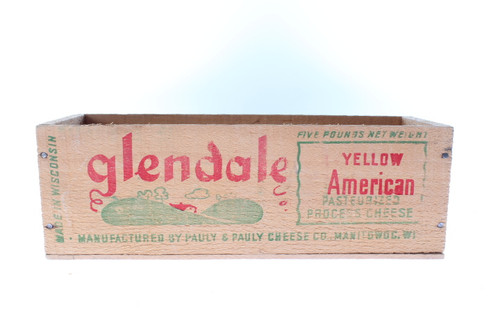 MADE IN WISCONSIN
glendale
FIVE POUNDS NET WEIGHT
YELLOW
American
PASTEURIZED
PROCESS CHEESE
· MANUFACTURED BY PAULY & PAULY CHEESE CO. MANITOWOC, WI